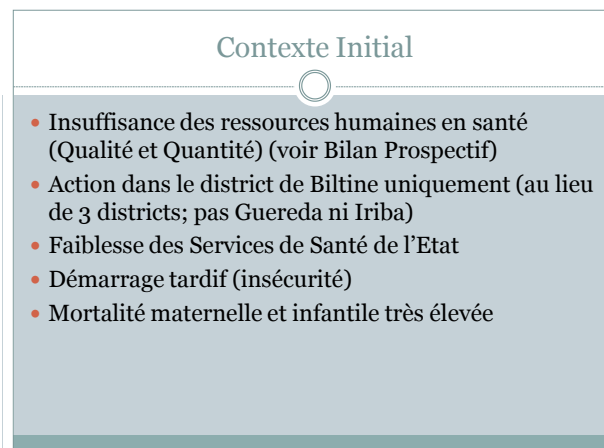 Contexte Initial
• Insuffisance des ressources humaines en santé
(Qualité et Quantité) (voir Bilan Prospectif)
• Action dans le district de Biltine uniquement (au lieu
de 3 districts; pas Guereda ni Iriba)
• Faiblesse des Services de Santé de l’Etat
• Démarrage tardif (insécurité)
• Mortalité maternelle et infantile très élevée